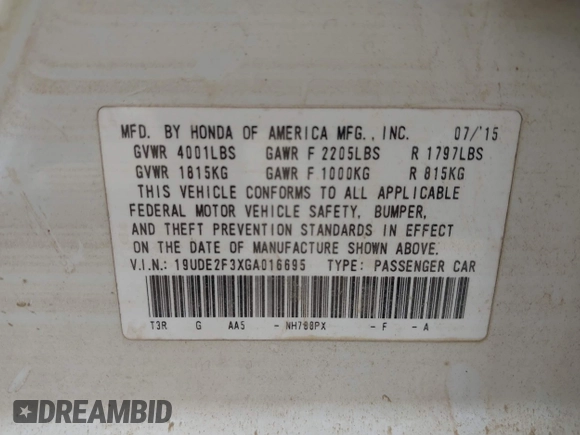 MFD. BY HONDA OF AMERICA MFG., INC. 07/'15
GVWR 4001LBS GAWR F 2205LBS R 1797LBS
GVWR 1815KG GAWR F 1000KG R 815KG
THIS VEHICLE CONFORMS TO ALL APPLICABLE
FEDERAL MOTOR VEHICLE SAFETY, BUMPER,
AND THEFT PREVENTION STANDARDS IN EFFECT
ON THE DATE OF MANUFACTURE SHOWN ABOVE.
V.I.N.: 19UDE2F3XGA016695 TYPE: PASSENGER CAR
T3R G AA5 - NH788PX - F - A
DREAMBID